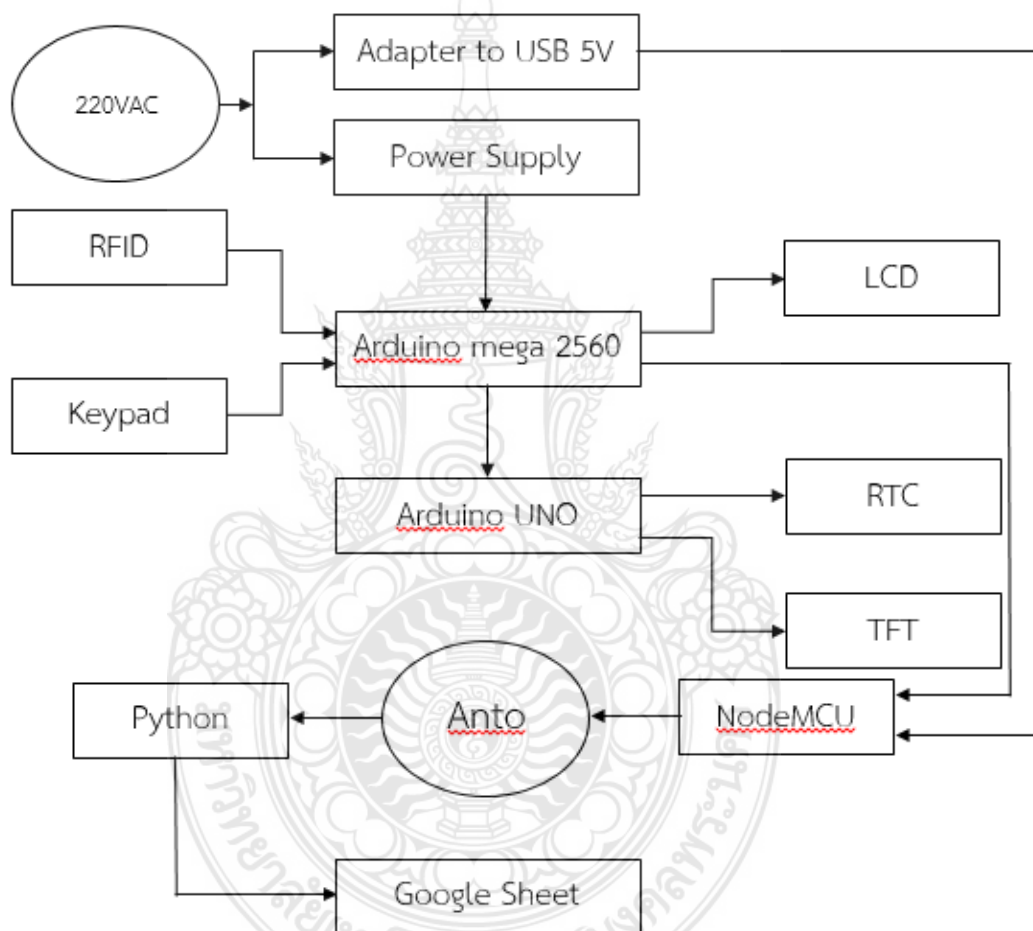 Adapter to USB 5V
220VAC
Power Supply
RFID
LCD
Arduino mega 2560
Keypad
RTC
Arduino UNO
TFT
Python
Anto
NodeMCU
Google Sheet